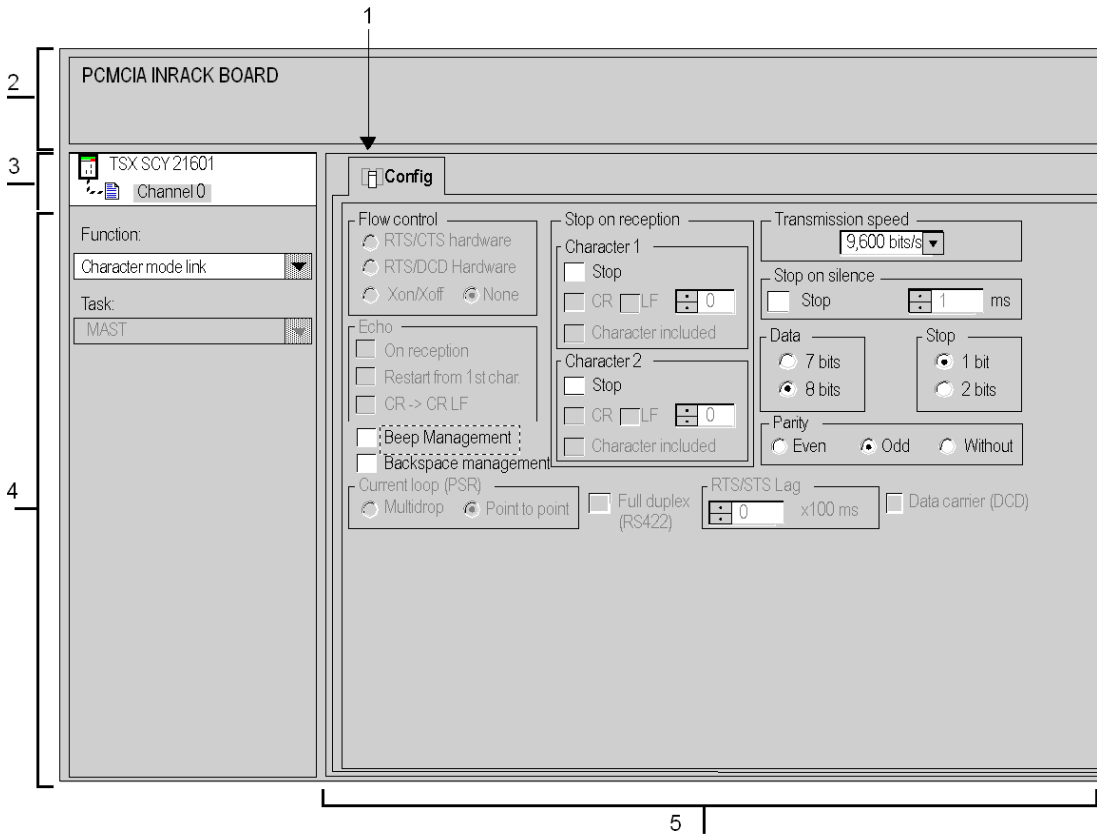 1
2
PCMCIA INRACK BOARD
3
TSX SCY 21601
Channel 0
Config
4
Function:
Character mode link
Task:
MAST
Flow control
RTS/CTS hardware
RTS/DCD Hardware
Xon/Xoff None
Echo
On reception
Restart from 1st char.
CR -> CR LF
Beep Management
Backspace management
Stop on reception
Character 1
Stop
CR LF 0
Character included
Character 2
Stop
CR LF 0
Character included
Transmission speed
9,600 bits/s
Stop on silence
Stop 1 ms
Data
7 bits
8 bits
Stop
1 bit
2 bits
Parity
Even Odd Without
Current loop (PSR)
Multidrop Point to point
Full duplex
(RS422)
RTS/STS Lag
0 x100 ms
Data carrier (DCD)
5